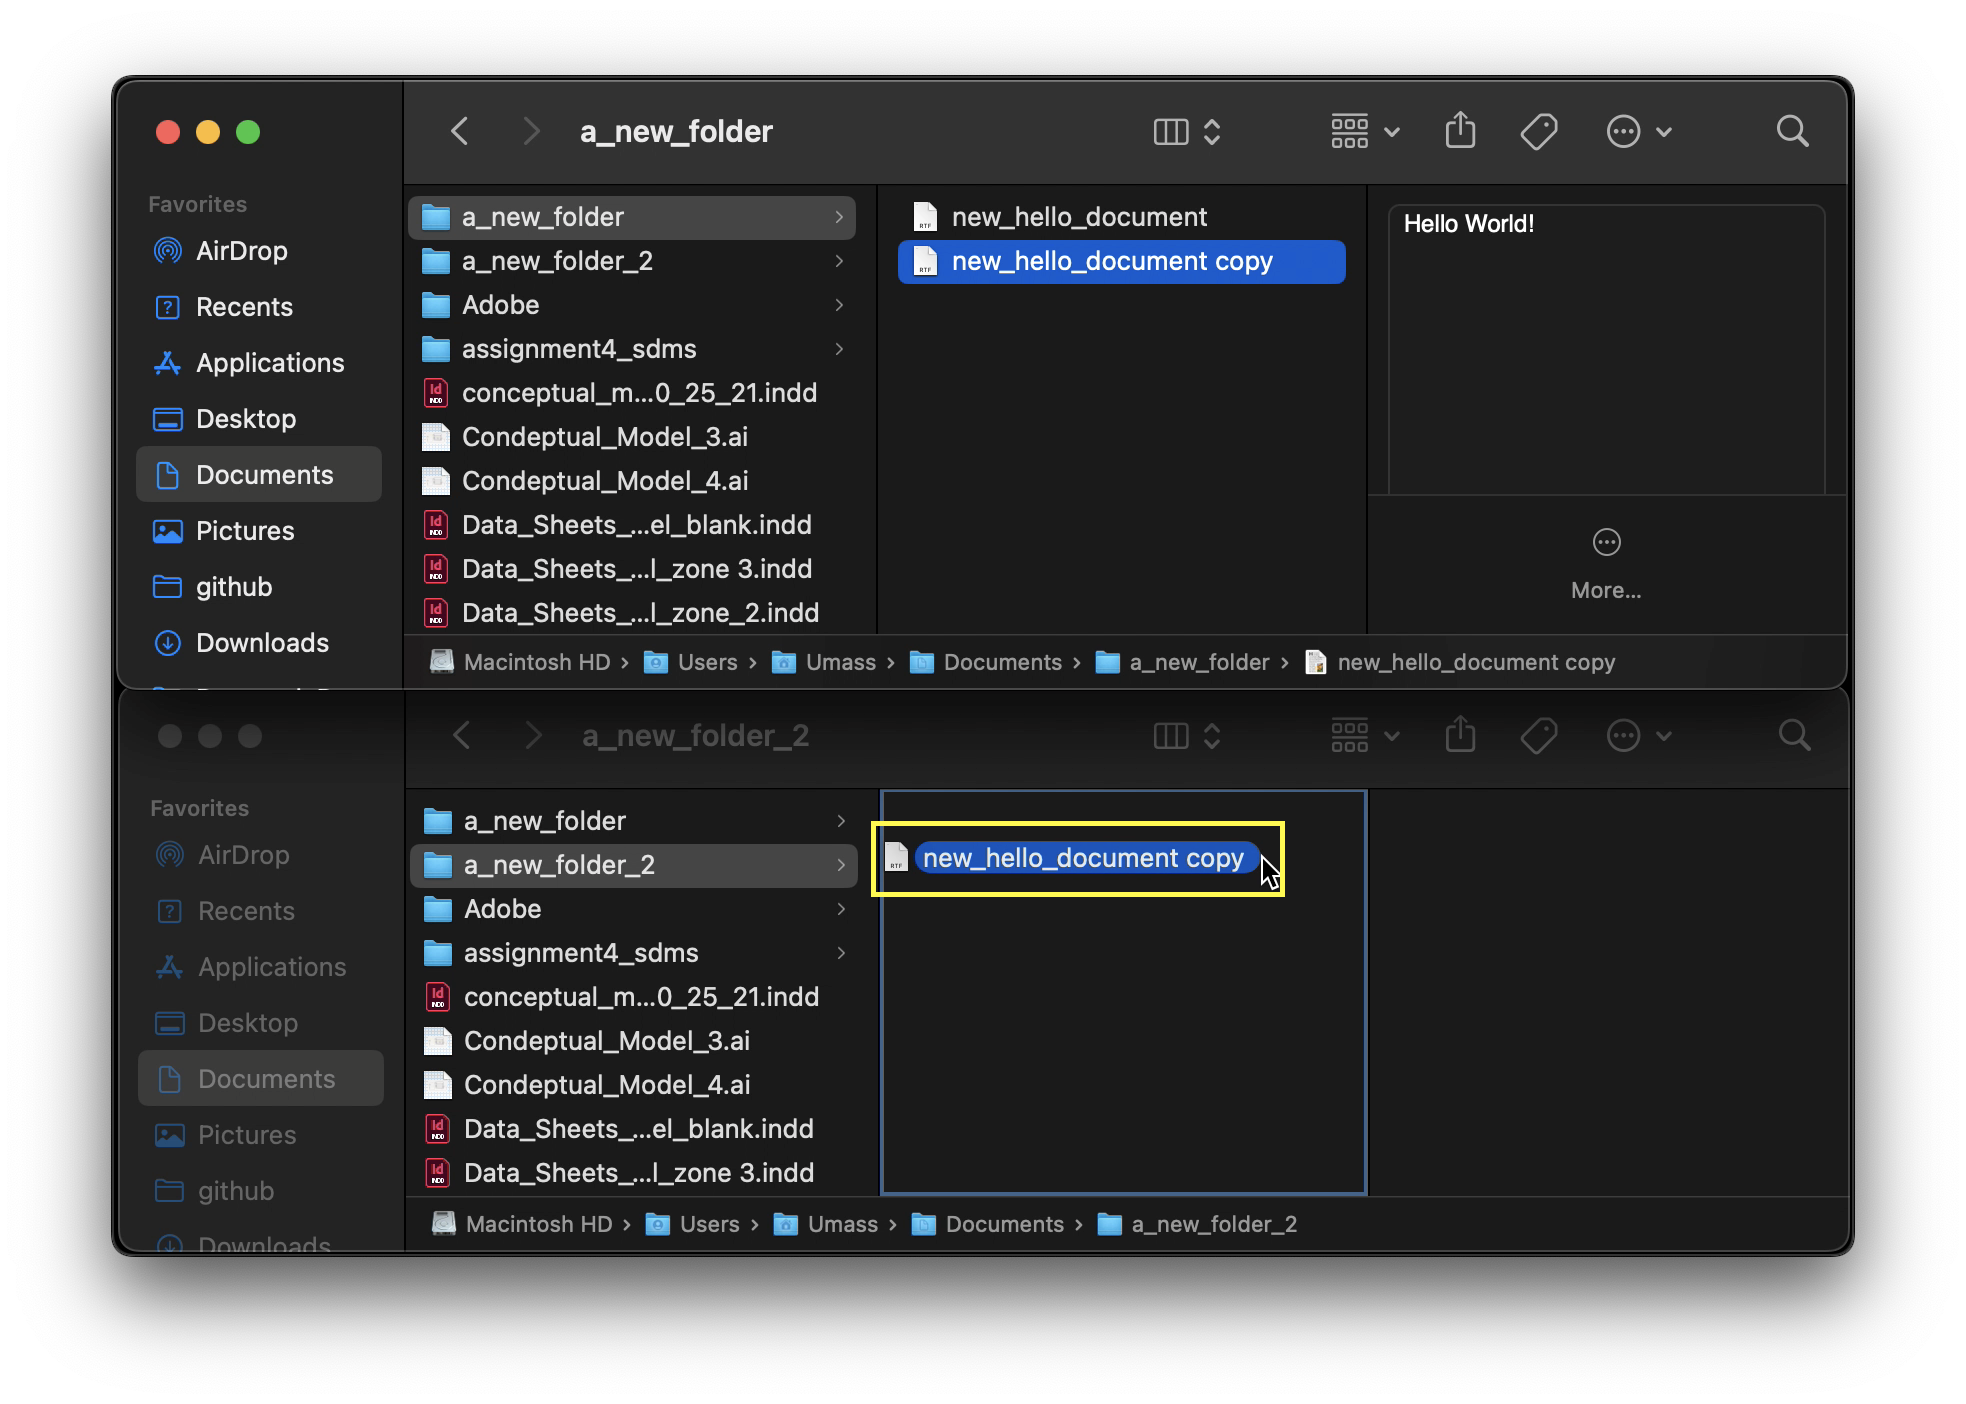 a_new_folder
Favorites
AirDrop
Recents
Applications
Desktop
Documents
Pictures
github
Downloads
a_new_folder
a_new_folder_2
Adobe
assignment4_sdms
conceptual_m...0_25_21.indd
Condeptual_Model_3.ai
Condeptual_Model_4.ai
Data_Sheets_...el_blank.indd
Data_Sheets_...l_zone 3.indd
Data_Sheets_...l_zone_2.indd
new_hello_document
new_hello_document copy
Hello World!
More...
Macintosh HD › Users › Umass › Documents › a_new_folder › new_hello_document copy
a_new_folder_2
Favorites
AirDrop
Recents
Applications
Desktop
Documents
Pictures
github
Downloads
a_new_folder
a_new_folder_2
Adobe
assignment4_sdms
conceptual_m...0_25_21.indd
Condeptual_Model_3.ai
Condeptual_Model_4.ai
Data_Sheets_...el_blank.indd
Data_Sheets_...l_zone 3.indd
new_hello_document copy
Macintosh HD › Users › Umass › Documents › a_new_folder_2